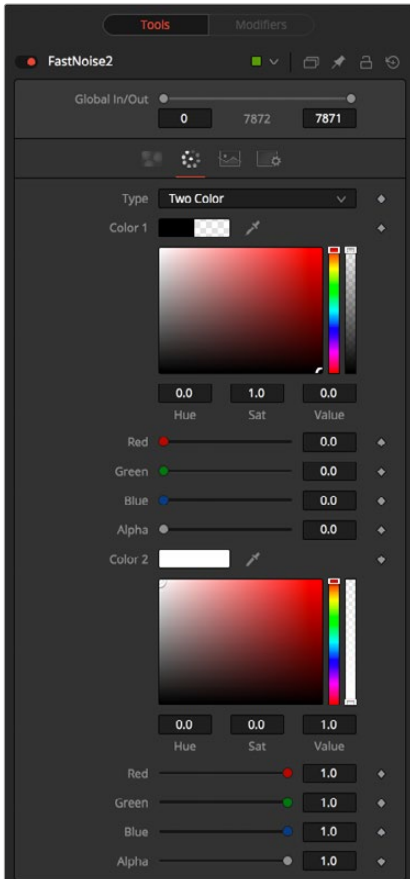 Tools Modifiers
FastNoise2
Global In/Out
0 7872 7871
Type Two Color
Color 1
0.0 1.0 0.0
Hue Sat Value
Red 0.0
Green 0.0
Blue 0.0
Alpha 0.0
Color 2
0.0 0.0 1.0
Hue Sat Value
Red 1.0
Green 1.0
Blue 1.0
Alpha 1.0